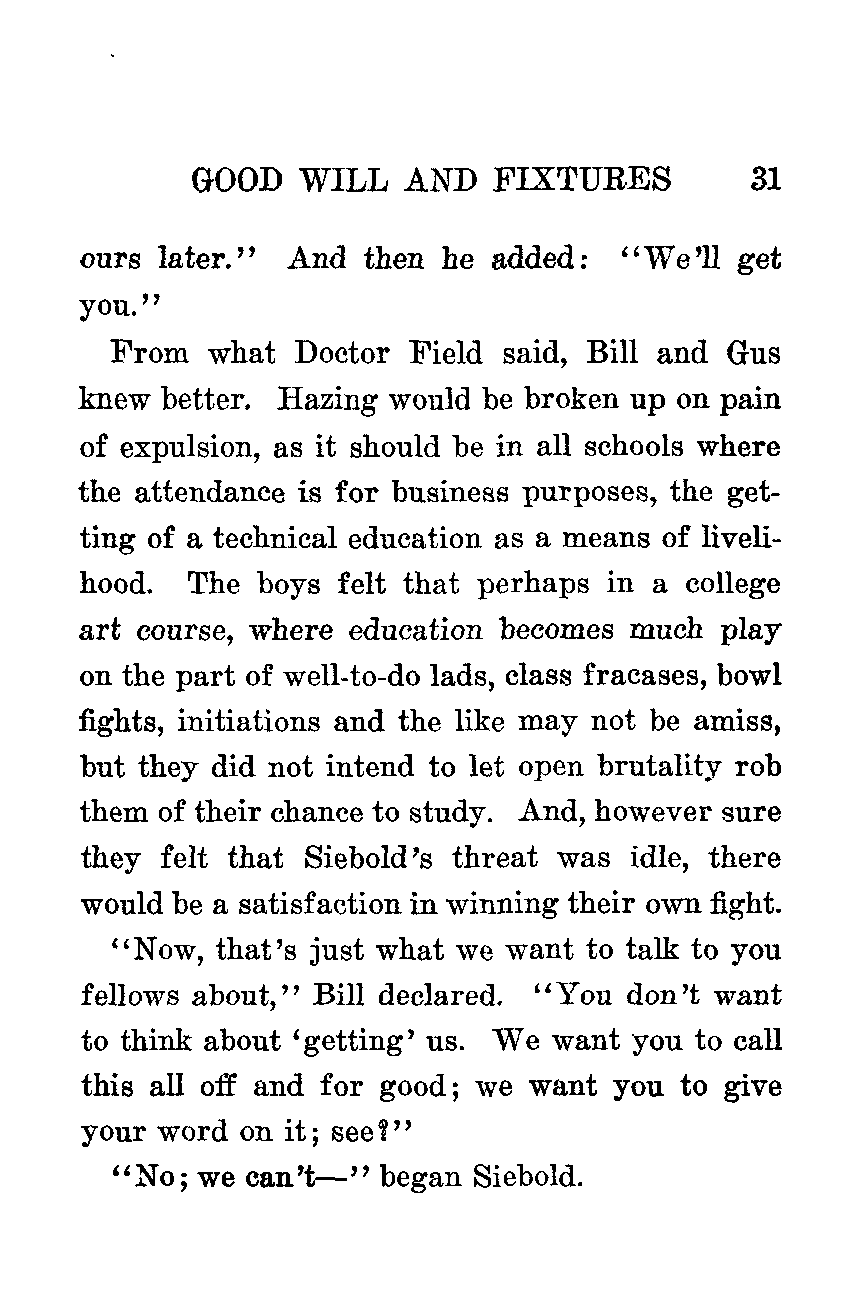 GOOD WILL AND FIXTURES 31
ours later." And then he added: "We'll get
you."
From what Doctor Field said, Bill and Gus
knew better. Hazing would be broken up on pain
of expulsion, as it should be in all schools where
the attendance is for business purposes, the get-
ting of a technical education as a means of liveli-
hood. The boys felt that perhaps in a college
art course, where education becomes much play
on the part of well-to-do lads, class fracases, bowl
fights, initiations and the like may not be amiss,
but they did not intend to let open brutality rob
them of their chance to study. And, however sure
they felt that Siebold's threat was idle, there
would be a satisfaction in winning their own fight.
"Now, that's just what we want to talk to you
fellows about," Bill declared. "You don't want
to think about 'getting' us. We want you to call
this all off and for good; we want you to give
your word on it; see?"
"No; we can't—" began Siebold.